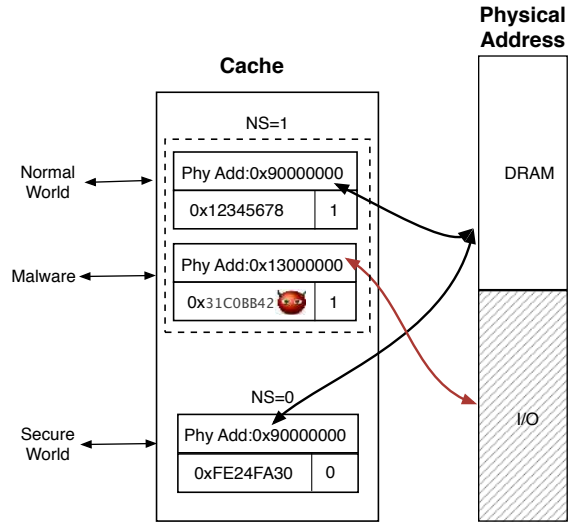 Physical
Address
Cache
NS=1
Phy Add:0x90000000
0x12345678 1
Normal
World
DRAM
Phy Add:0x13000000
0x31C0BB42 1
Malware
NS=0
Phy Add:0x90000000
0xFE24FA30 0
Secure
World
I/O